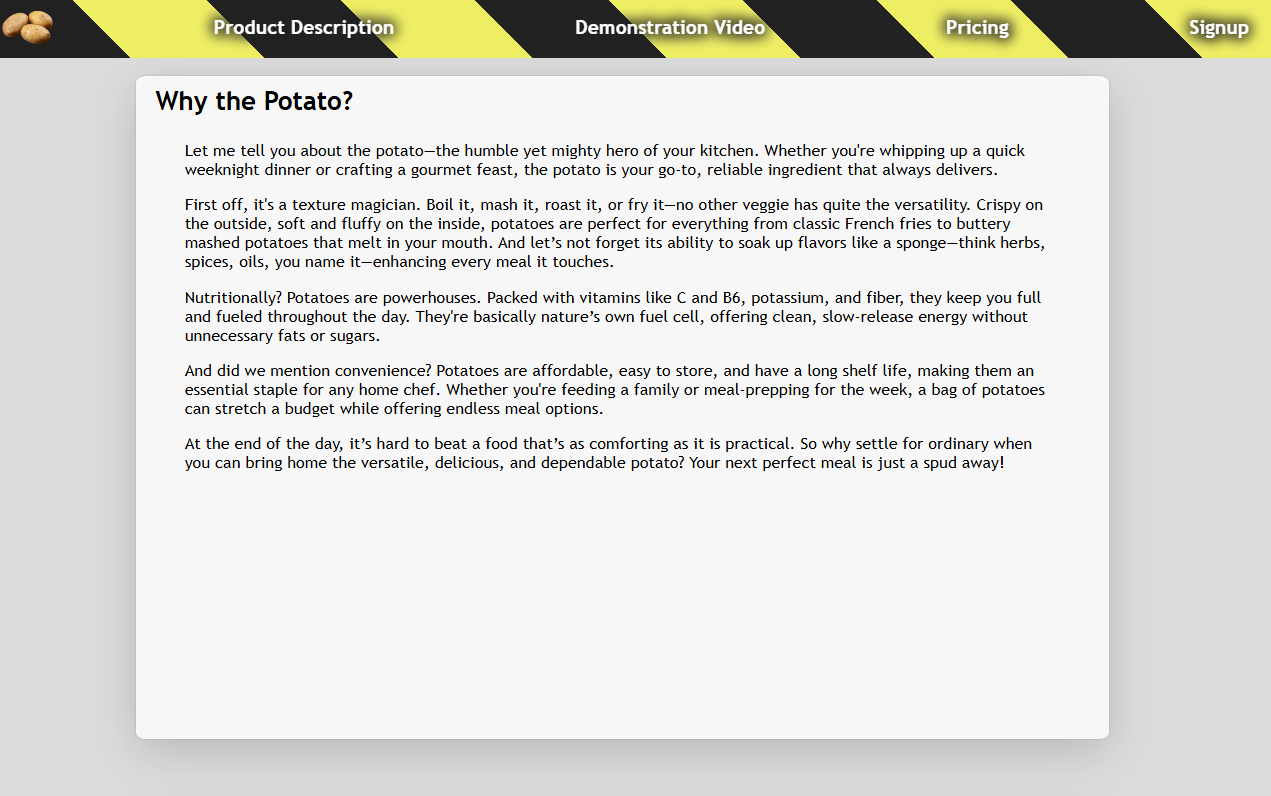 Product Description
Demonstration Video
Pricing
Signup
Why the Potato?
Let me tell you about the potato—the humble yet mighty hero of your kitchen. Whether you're whipping up a quick
weeknight dinner or crafting a gourmet feast, the potato is your go-to, reliable ingredient that always delivers.
First off, it's a texture magician. Boil it, mash it, roast it, or fry it—no other veggie has quite the versatility. Crispy on
the outside, soft and fluffy on the inside, potatoes are perfect for everything from classic French fries to buttery
mashed potatoes that melt in your mouth. And let’s not forget its ability to soak up flavors like a sponge—think herbs,
spices, oils, you name it—enhancing every meal it touches.
Nutritionally? Potatoes are powerhouses. Packed with vitamins like C and B6, potassium, and fiber, they keep you full
and fueled throughout the day. They're basically nature’s own fuel cell, offering clean, slow-release energy without
unnecessary fats or sugars.
And did we mention convenience? Potatoes are affordable, easy to store, and have a long shelf life, making them an
essential staple for any home chef. Whether you're feeding a family or meal-prepping for the week, a bag of potatoes
can stretch a budget while offering endless meal options.
At the end of the day, it’s hard to beat a food that’s as comforting as it is practical. So why settle for ordinary when
you can bring home the versatile, delicious, and dependable potato? Your next perfect meal is just a spud away!